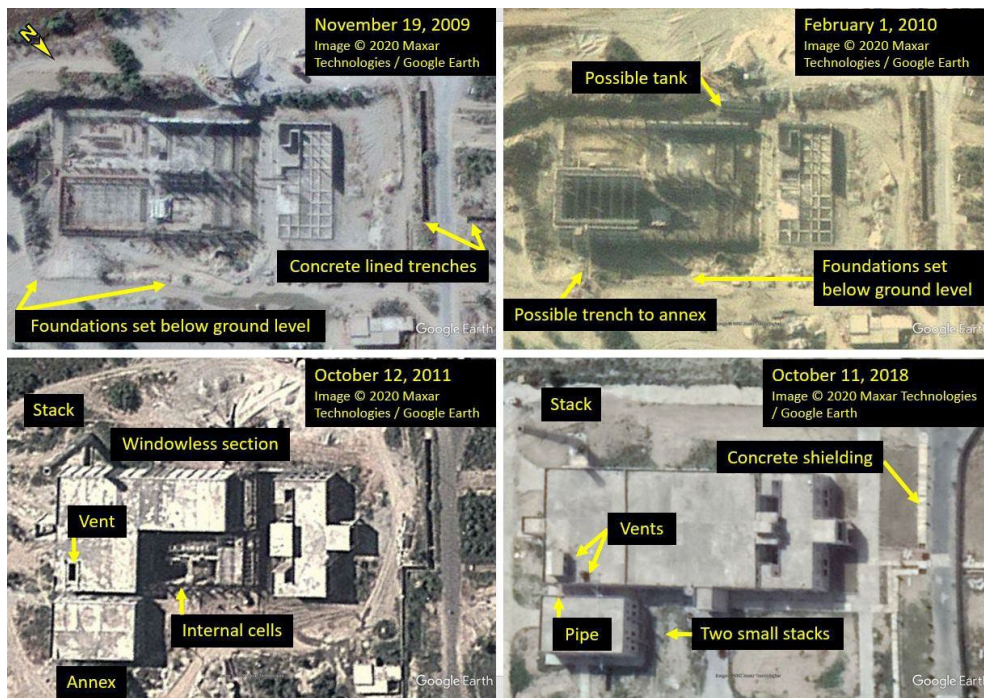 N
November 19, 2009
Image © 2020 Maxar
Technologies / Google Earth
Concrete lined trenches
Foundations set below ground level
Google Earth
February 1, 2010
Image © 2020 Maxar
Technologies / Google Earth
Possible tank
Foundations set
below ground level
Possible trench to annex
Google Earth
October 12, 2011
Image © 2020 Maxar
Technologies / Google Earth
Stack
Windowless section
Vent
Internal cells
Annex
Google Earth
October 11, 2018
Image © 2020 Maxar Technologies
/ Google Earth
Stack
Concrete shielding
Vents
Pipe
Two small stacks
Google Earth